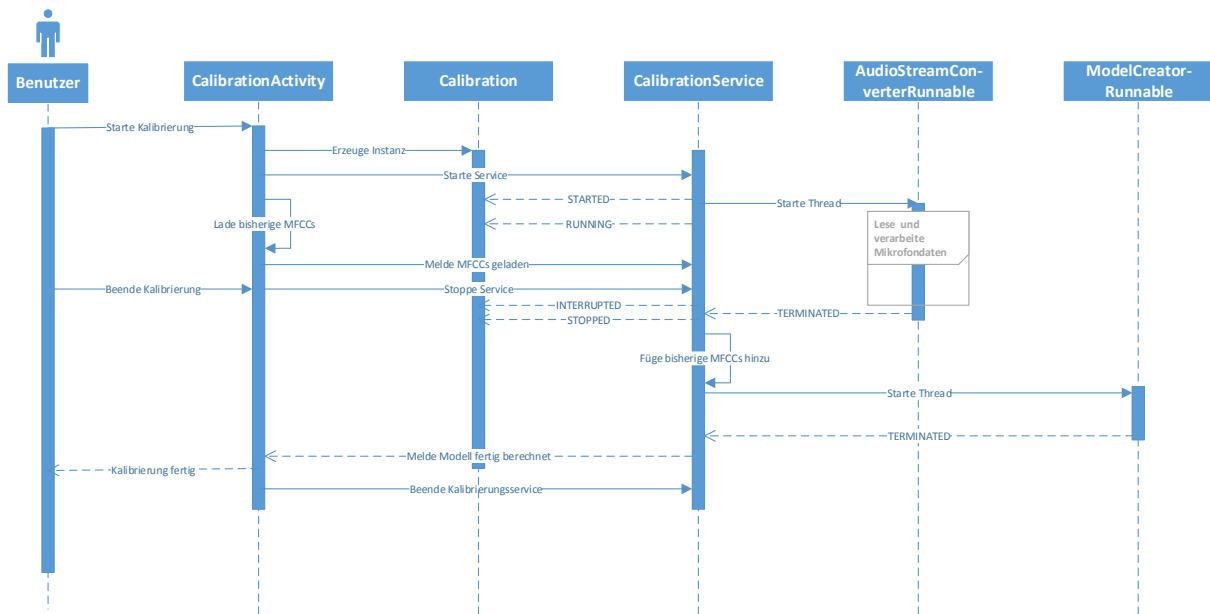 Benutzer
CalibrationActivity
Calibration
CalibrationService
AudioStreamCon-
verterRunnable
ModelCreator-
Runnable
Starte Kalibrierung
Erzeuge Instanz
Starte Service
STARTED
Starte Thread
Lade bisherige MFCCs
RUNNING
Lese und
verarbeite
Mikrofondaten
Melde MFCCs geladen
Beende Kalibrierung
Stoppe Service
INTERRUPTED
TERMINATED
STOPPED
Füge bisherige MFCCs hinzu
Starte Thread
TERMINATED
Melde Modell fertig berechnet
Kalibrierung fertig
Beende Kalibrierungsservice